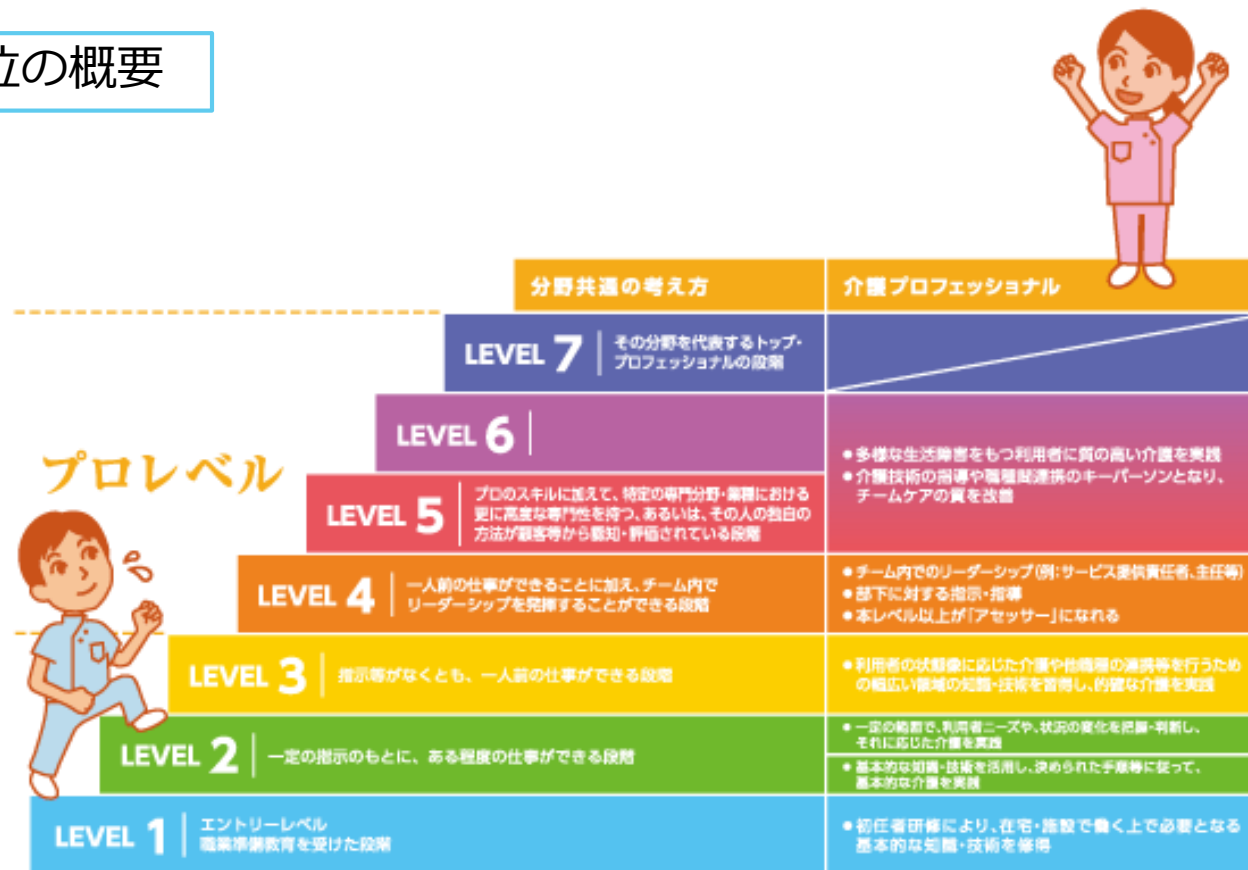 立の概要
分野共通の考え方
介護プロフェッショナル
LEVEL 7
その分野を代表するトップ・
プロフェッショナルの段階
LEVEL 6
プロレベル
LEVEL 5
プロのスキルに加えて、特定の専門分野・業種における
更に高度な専門性を持つ、あるいは、その人の独自の
方法が顧客等から認知・評価されている段階
●多様な生活障害をもつ利用者に質の高い介護を実践
●介護技術の指導や職種間連携のキーパーソンとなり、
チームケアの質を改善
LEVEL 4
一人前の仕事ができることに加え、チーム内で
リーダーシップを発揮することができる段階
●チーム内でのリーダーシップ(例:サービス提供責任者、主任等)
●部下に対する指示・指導
●本レベル以上が「アセッサー」になれる
LEVEL 3
指示等がなくとも、一人前の仕事ができる段階
●利用者の状態像に応じた介護や他職種の連携等を行うため
の幅広い領域の知識・技術を習得し、的確な介護を実践
LEVEL 2
一定の指示のもとに、ある程度の仕事ができる段階
●一定の範囲で、利用者ニーズや、状況の変化を把握・判断し、
それに応じた介護を実践
●基本的な知識・技術を活用し、決められた手順等に従って、
基本的な介護を実践
LEVEL 1
エントリーレベル
職業準備教育を受けた段階
●初任者研修により、在宅・施設で働く上で必要となる
基本的な知識・技術を修得